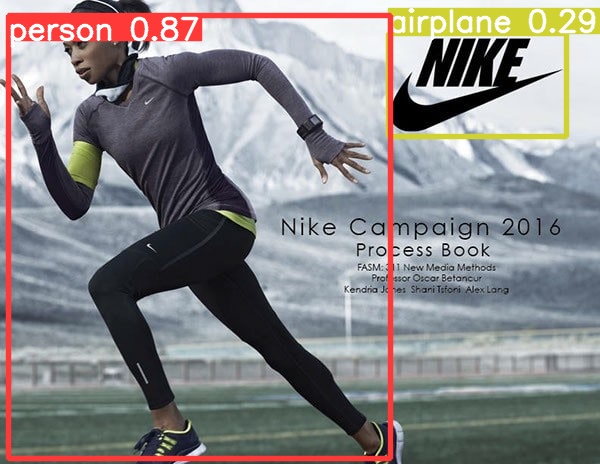 person 0.87
airplane 0.29
NIKE
Nike Campaign 2016
Process Book
FASM: 311 New Media Methods
Professor Oscar Betancur
Kendria Jones Shani Tsfoni Alex Lang